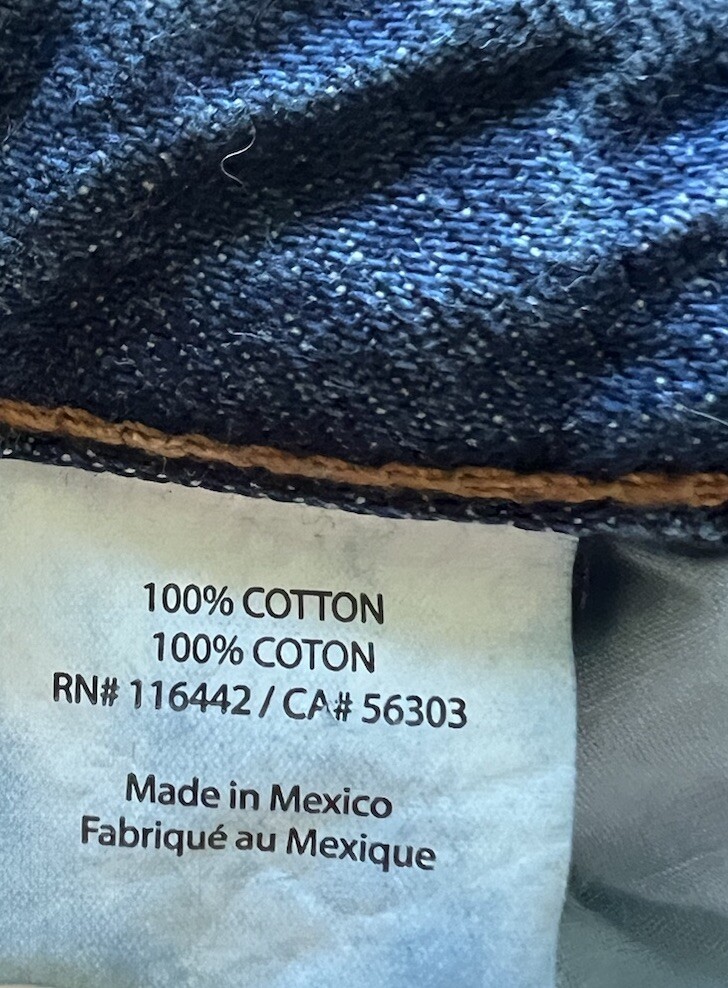 100% COTTON
100% COTON
RN# 116442 / CA# 56303
Made in Mexico
Fabriqué au Mexique